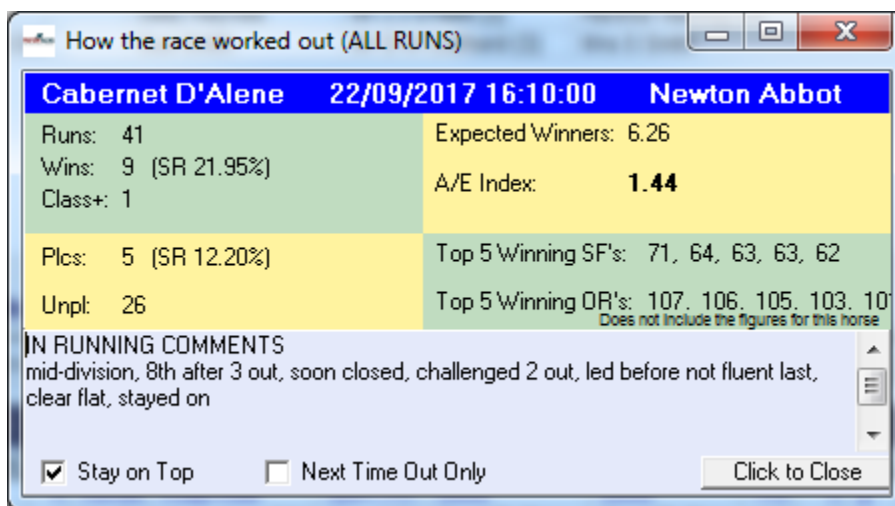 How the race worked out (ALL RUNS)
Cabernet D'Alene 22/09/2017 16:10:00 Newton Abbot
Runs: 41
Wins: 9 (SR 21.95%)
Class+: 1
Expected Winners: 6.26
A/E Index: 1.44
Plcs: 5 (SR 12.20%)
Unpl: 26
Top 5 Winning SF's: 71, 64, 63, 63, 62
Top 5 Winning OR's: 107, 106, 105, 103, 10
Does not include the figures for this horse
IN RUNNING COMMENTS
mid-division, 8th after 3 out, soon closed, challenged 2 out, led before not fluent last,
clear flat, stayed on
Stay on Top
Next Time Out Only
Click to Close